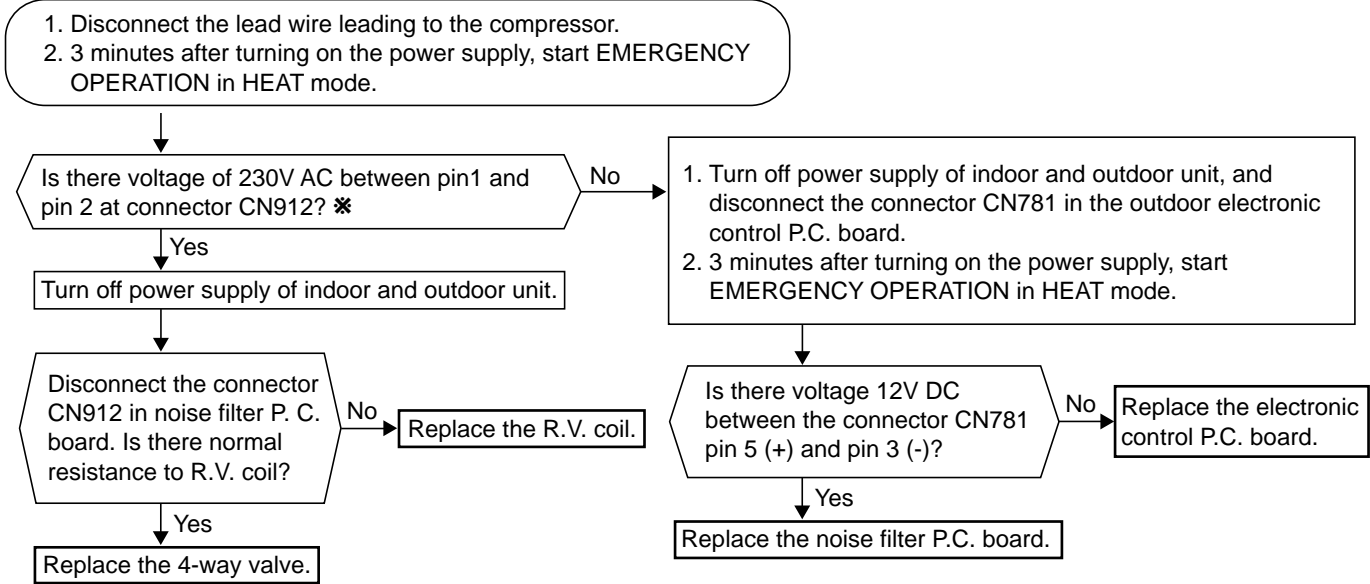 1. Disconnect the lead wire leading to the compressor.
2. 3 minutes after turning on the power supply, start EMERGENCY
OPERATION in HEAT mode.
Is there voltage of 230V AC between pin1 and
pin 2 at connector CN912? ※
No
Yes
Turn off power supply of indoor and outdoor unit.
Disconnect the connector
CN912 in noise filter P. C.
board. Is there normal
resistance to R.V. coil?
No
Replace the R.V. coil.
Yes
Replace the 4-way valve.
1. Turn off power supply of indoor and outdoor unit, and
disconnect the connector CN781 in the outdoor electronic
control P.C. board.
2. 3 minutes after turning on the power supply, start
EMERGENCY OPERATION in HEAT mode.
Is there voltage 12V DC
between the connector CN781
pin 5 (+) and pin 3 (-)?
No
Replace the electronic
control P.C. board.
Yes
Replace the noise filter P.C. board.